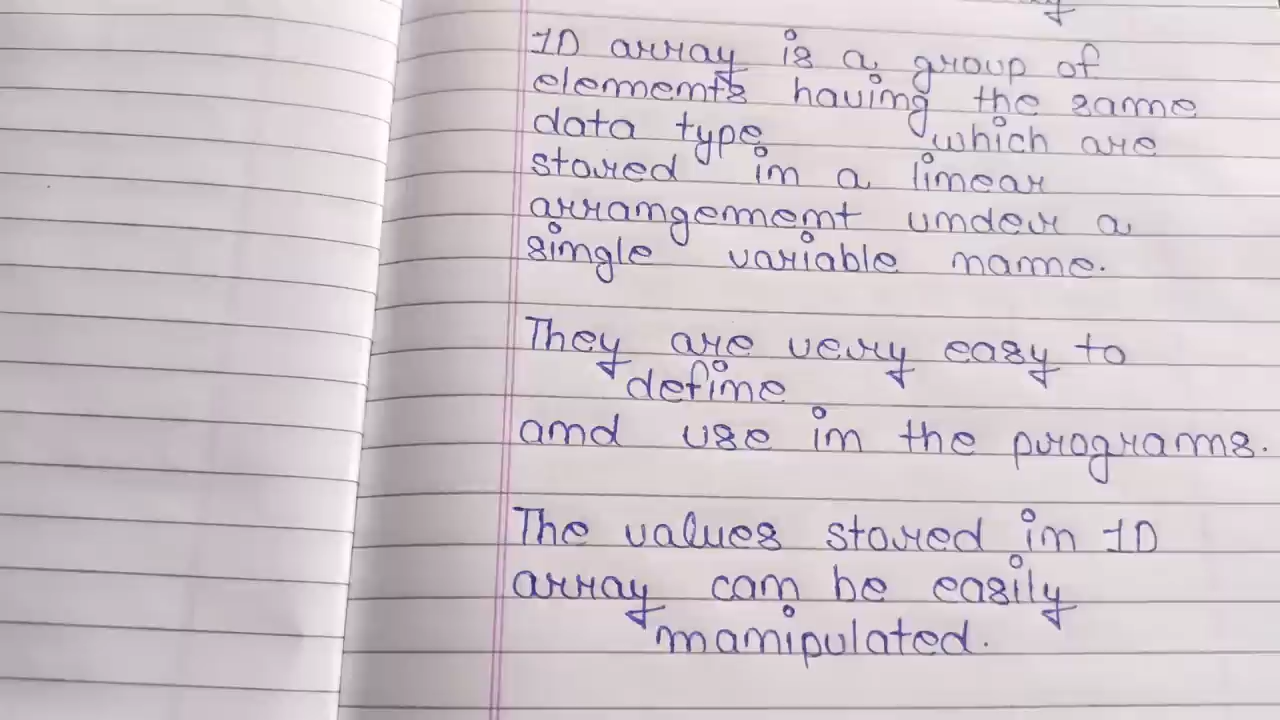 1D array is a group of
elements having the same
data type which are
stored in a linear
arrangement under a
single variable name.
They are very easy to
define
and use in the programs.
The values stored in 1D
array can be easily
manipulated.